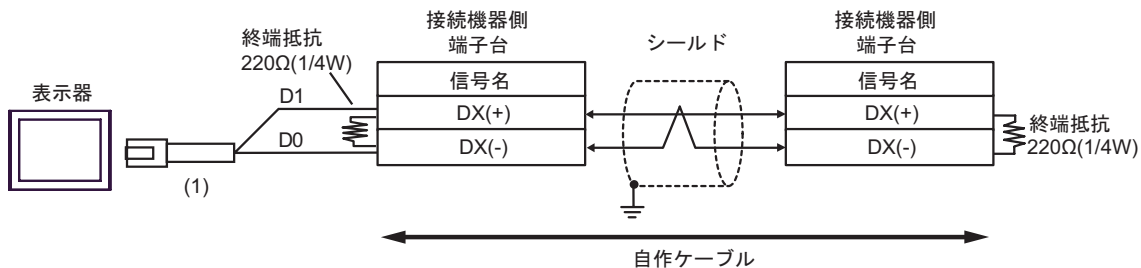 表示器
(1)
D1
D0
終端抵抗
220Ω(1/4W)
接続機器側
端子台
信号名
DX(+)
DX(-)
シールド
接続機器側
端子台
信号名
DX(+)
DX(-)
終端抵抗
220Ω(1/4W)
自作ケーブル